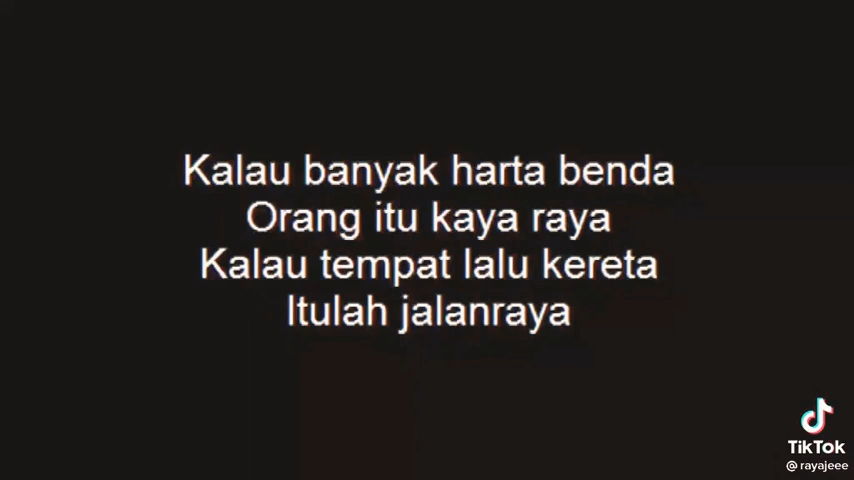 Kalau banyak harta benda
Orang itu kaya raya
Kalau tempat lalu kereta
Itulah jalanraya
TikTok
@rayajeee